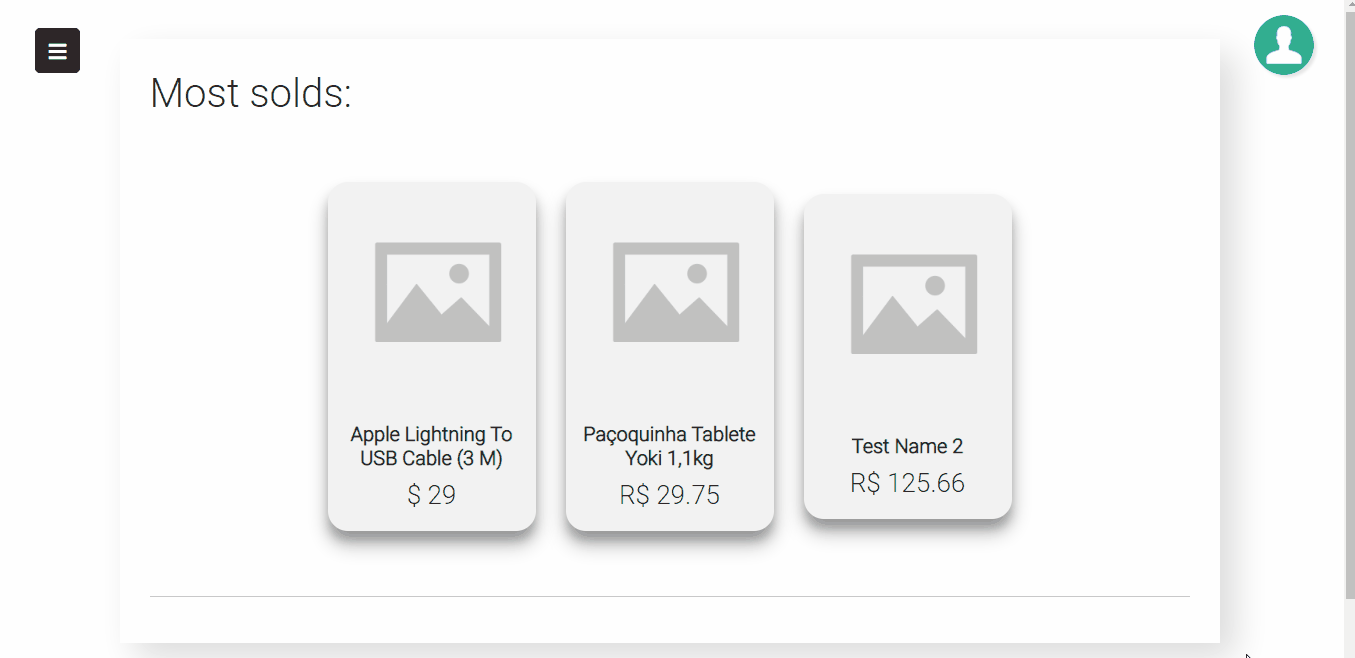 Most solds:
Apple Lightning To
USB Cable (3 M)
$ 29
Paçoquinha Tablete
Yoki 1,1kg
R$ 29.75
Test Name 2
R$ 125.66